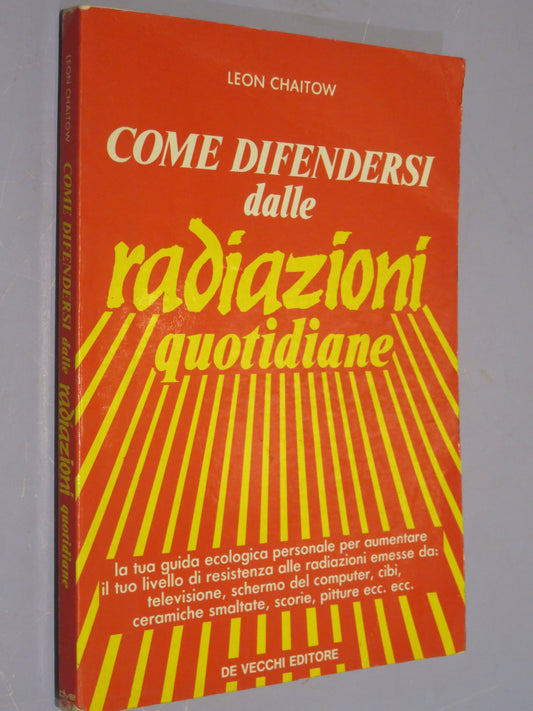 LEON CHAITOW
COME DIFENDERSI
dalle
radiazioni
quotidiane
la tua guida ecologica personale per aumentare
il tuo livello di resistenza alle radiazioni emesse da:
televisione, schermo del computer, cibi,
ceramiche smaltate, scorie, pitture ecc. ecc.
DE VECCHI EDITORE
LEON CHAITOW COME DIFENDERSI dalle radiazioni quotidiane